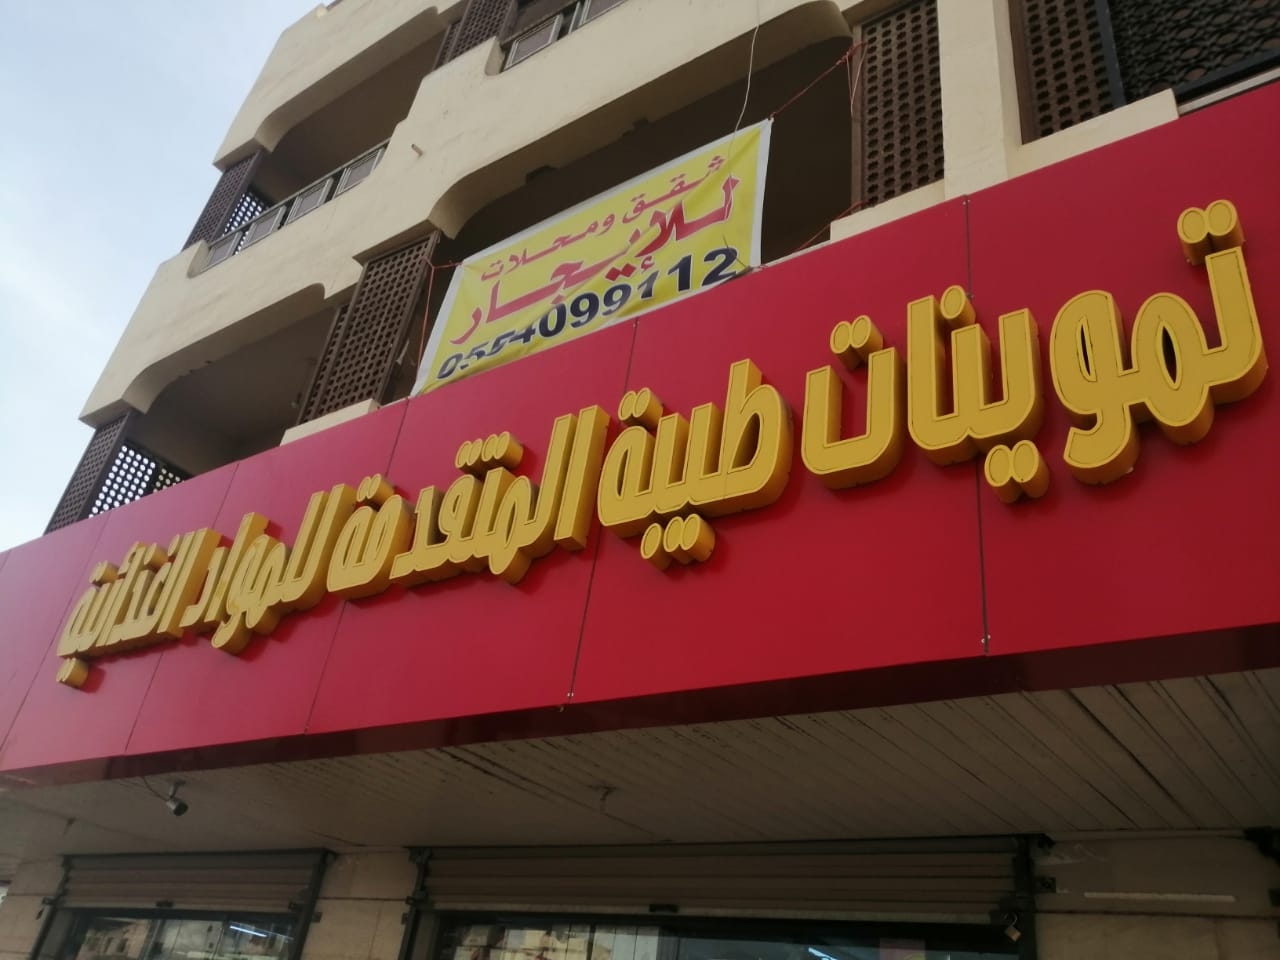 شقق ومحلات
للإيجار
0554099112
تموينات طيبة المتقدمة للمواد الغذائية